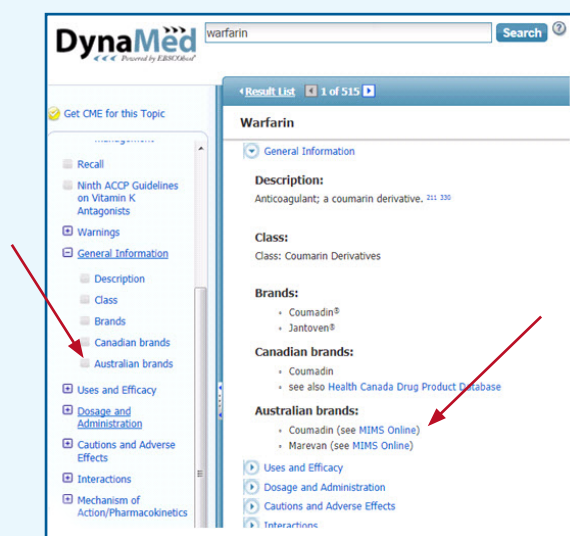 DynaMed
Powered by EBSCOhost®
warfarin
Search
?
Result List 1 of 515
Get CME for this Topic
management
Recall
Ninth ACCP Guidelines
on Vitamin K
Antagonists
Warnings
General Information
Description
Class
Brands
Canadian brands
Australian brands
Uses and Efficacy
Dosage and
Administration
Cautions and Adverse
Effects
Interactions
Mechanism of
Action/Pharmacokinetics
Warfarin
General Information
Description:
Anticoagulant; a coumarin derivative. 211 330
Class:
Class: Coumarin Derivatives
Brands:
Coumadin®
Jantoven®
Canadian brands:
Coumadin
see also Health Canada Drug Product Database
Australian brands:
Coumadin (see MIMS Online)
Marevan (see MIMS Online)
Uses and Efficacy
Dosage and Administration
Cautions and Adverse Effects
Interactions